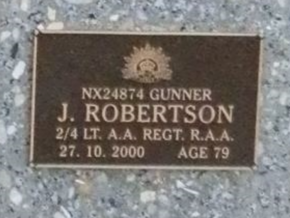 NX24874 GUNNER
J. ROBERTSON
2/4 LT. A.A. REGT. R.A.A.
27. 10. 2000 AGE 79